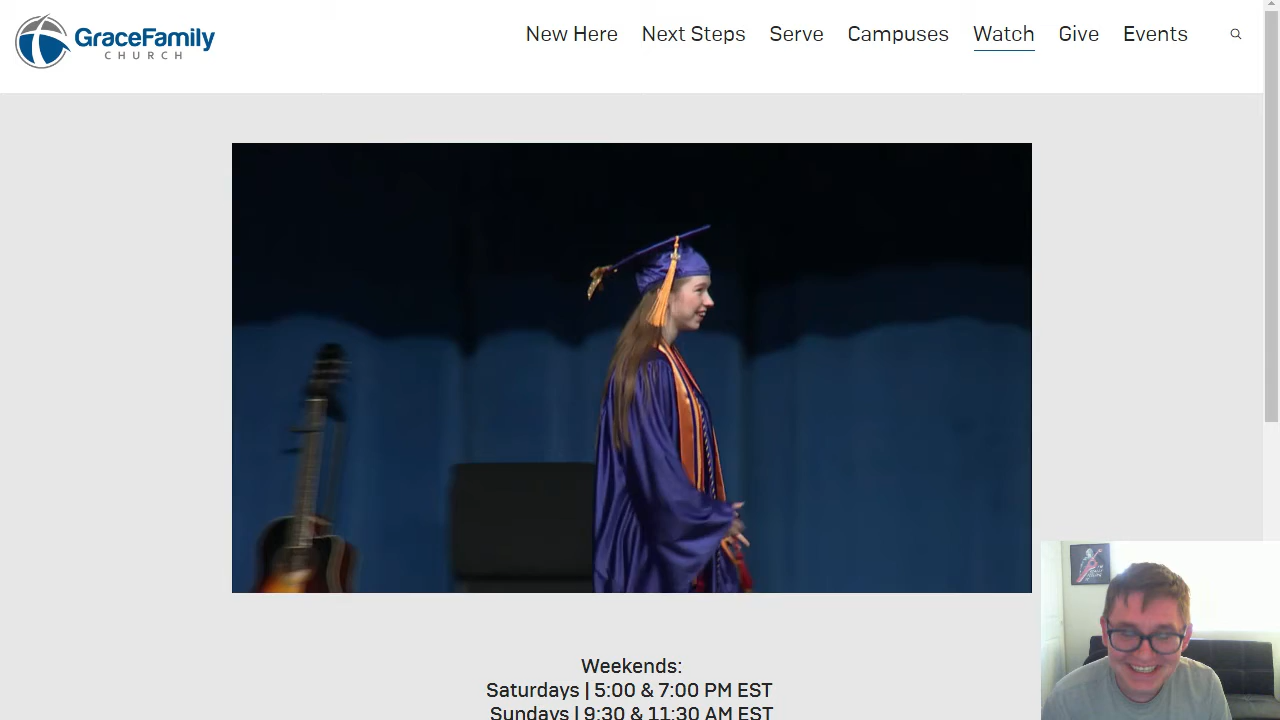 GraceFamily
CHURCH
New Here Next Steps Serve Campuses Watch Give Events
Weekends:
Saturdays | 5:00 & 7:00 PM EST
Sundays | 9:30 & 11:30 AM EST